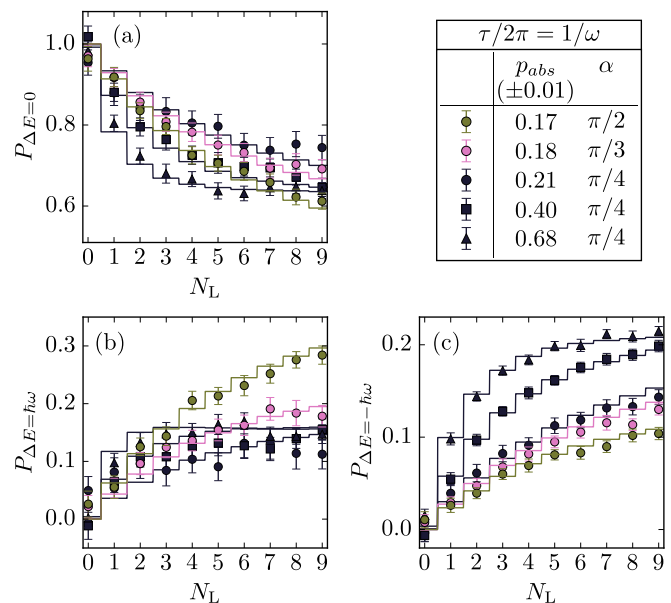 (a)
1.0
0.8
0.6
P_{ΔE=0}
0 1 2 3 4 5 6 7 8 9
N_L
τ/2π = 1/ω
p_{abs} α
(±0.01)
0.17 π/2
0.18 π/3
0.21 π/4
0.40 π/4
0.68 π/4
(b)
0.3
0.2
0.1
0.0
P_{ΔE=ℏω}
0 1 2 3 4 5 6 7 8 9
N_L
(c)
0.2
0.1
0.0
P_{ΔE=−ℏω}
0 1 2 3 4 5 6 7 8 9
N_L